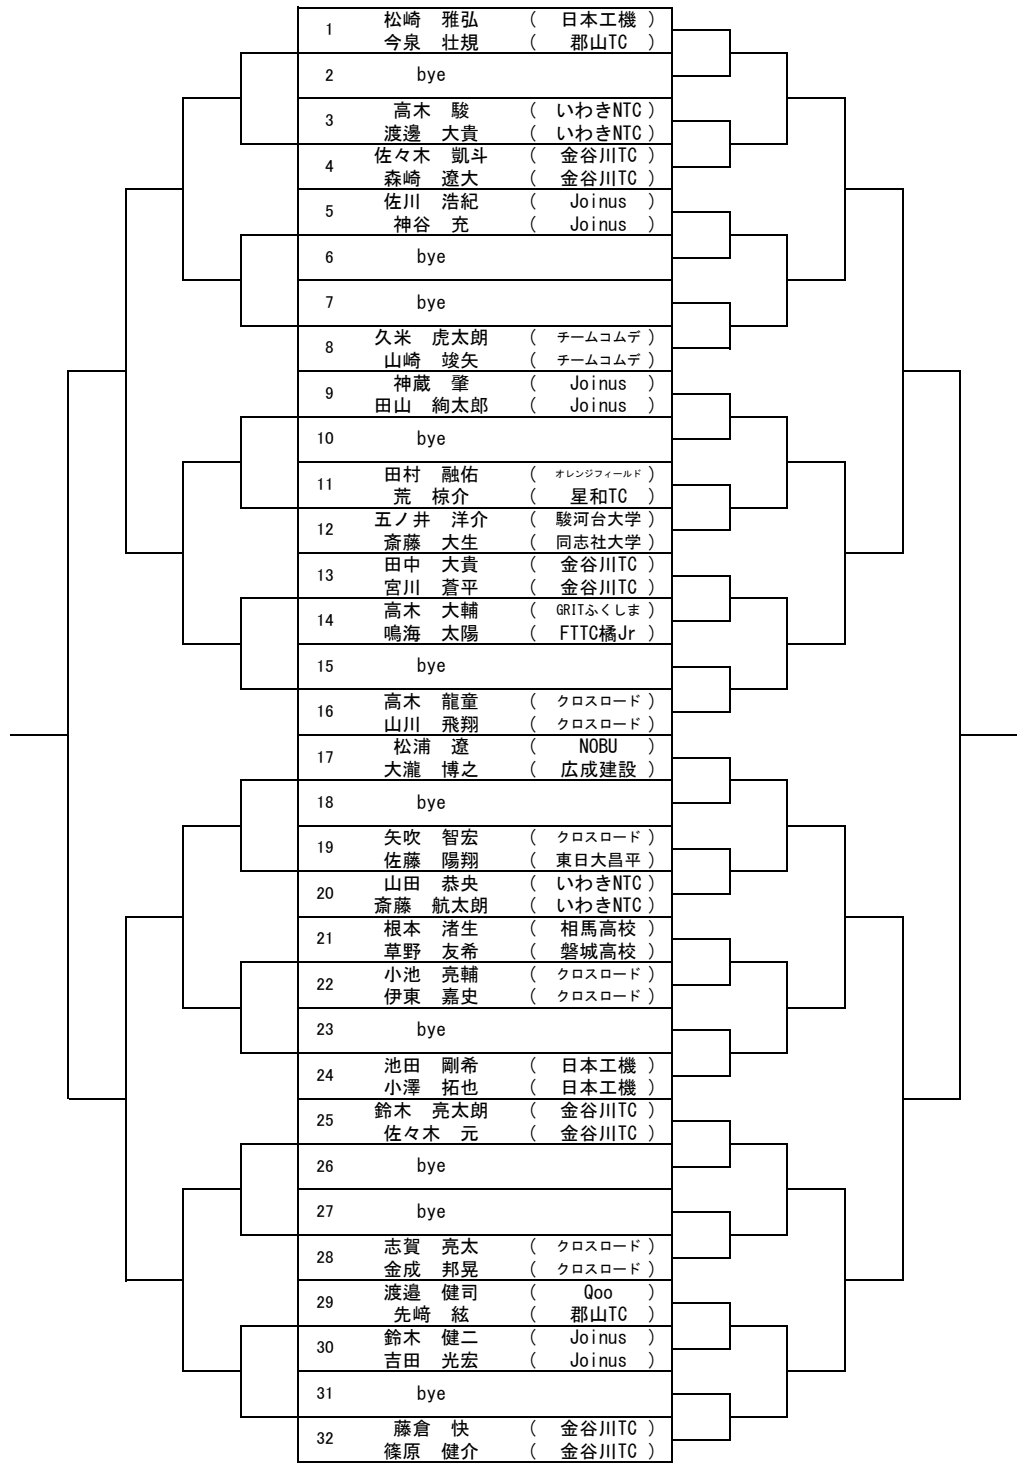 1 松崎　雅弘 ( 日本工機 )
今泉　壮規 ( 郡山TC )
2 bye
3 高木　駿 ( いわきNTC )
渡邊　大貴 ( いわきNTC )
4 佐々木　凱斗 ( 金谷川TC )
森崎　遼大 ( 金谷川TC )
5 佐川　浩紀 ( Joinus )
神谷　充 ( Joinus )
6 bye
7 bye
8 久米　虎太朗 ( チームコムデ )
山崎　竣矢 ( チームコムデ )
9 神蔵　肇 ( Joinus )
田山　絢太郎 ( Joinus )
10 bye
11 田村　融佑 ( オレンジフィールド )
荒　椋介 ( 星和TC )
12 五ノ井　洋介 ( 駿河台大学 )
斎藤　大生 ( 同志社大学 )
13 田中　大貴 ( 金谷川TC )
宮川　蒼平 ( 金谷川TC )
14 高木　大輔 ( GRITふくしま )
鳴海　太陽 ( FTTC橘Jr )
15 bye
16 高木　龍童 ( クロスロード )
山川　飛翔 ( クロスロード )
17 松浦　遼 ( NOBU )
大瀧　博之 ( 広成建設 )
18 bye
19 矢吹　智宏 ( クロスロード )
佐藤　陽翔 ( 東日大昌平 )
20 山田　恭央 ( いわきNTC )
斎藤　航太朗 ( いわきNTC )
21 根本　渚生 ( 相馬高校 )
草野　友希 ( 磐城高校 )
22 小池　亮輔 ( クロスロード )
伊東　嘉史 ( クロスロード )
23 bye
24 池田　剛希 ( 日本工機 )
小澤　拓也 ( 日本工機 )
25 鈴木　亮太朗 ( 金谷川TC )
佐々木　元 ( 金谷川TC )
26 bye
27 bye
28 志賀　亮太 ( クロスロード )
金成　邦晃 ( クロスロード )
29 渡邉　健司 ( Qoo )
先﨑　絃 ( 郡山TC )
30 鈴木　健二 ( Joinus )
吉田　光宏 ( Joinus )
31 bye
32 藤倉　快 ( 金谷川TC )
篠原　健介 ( 金谷川TC )